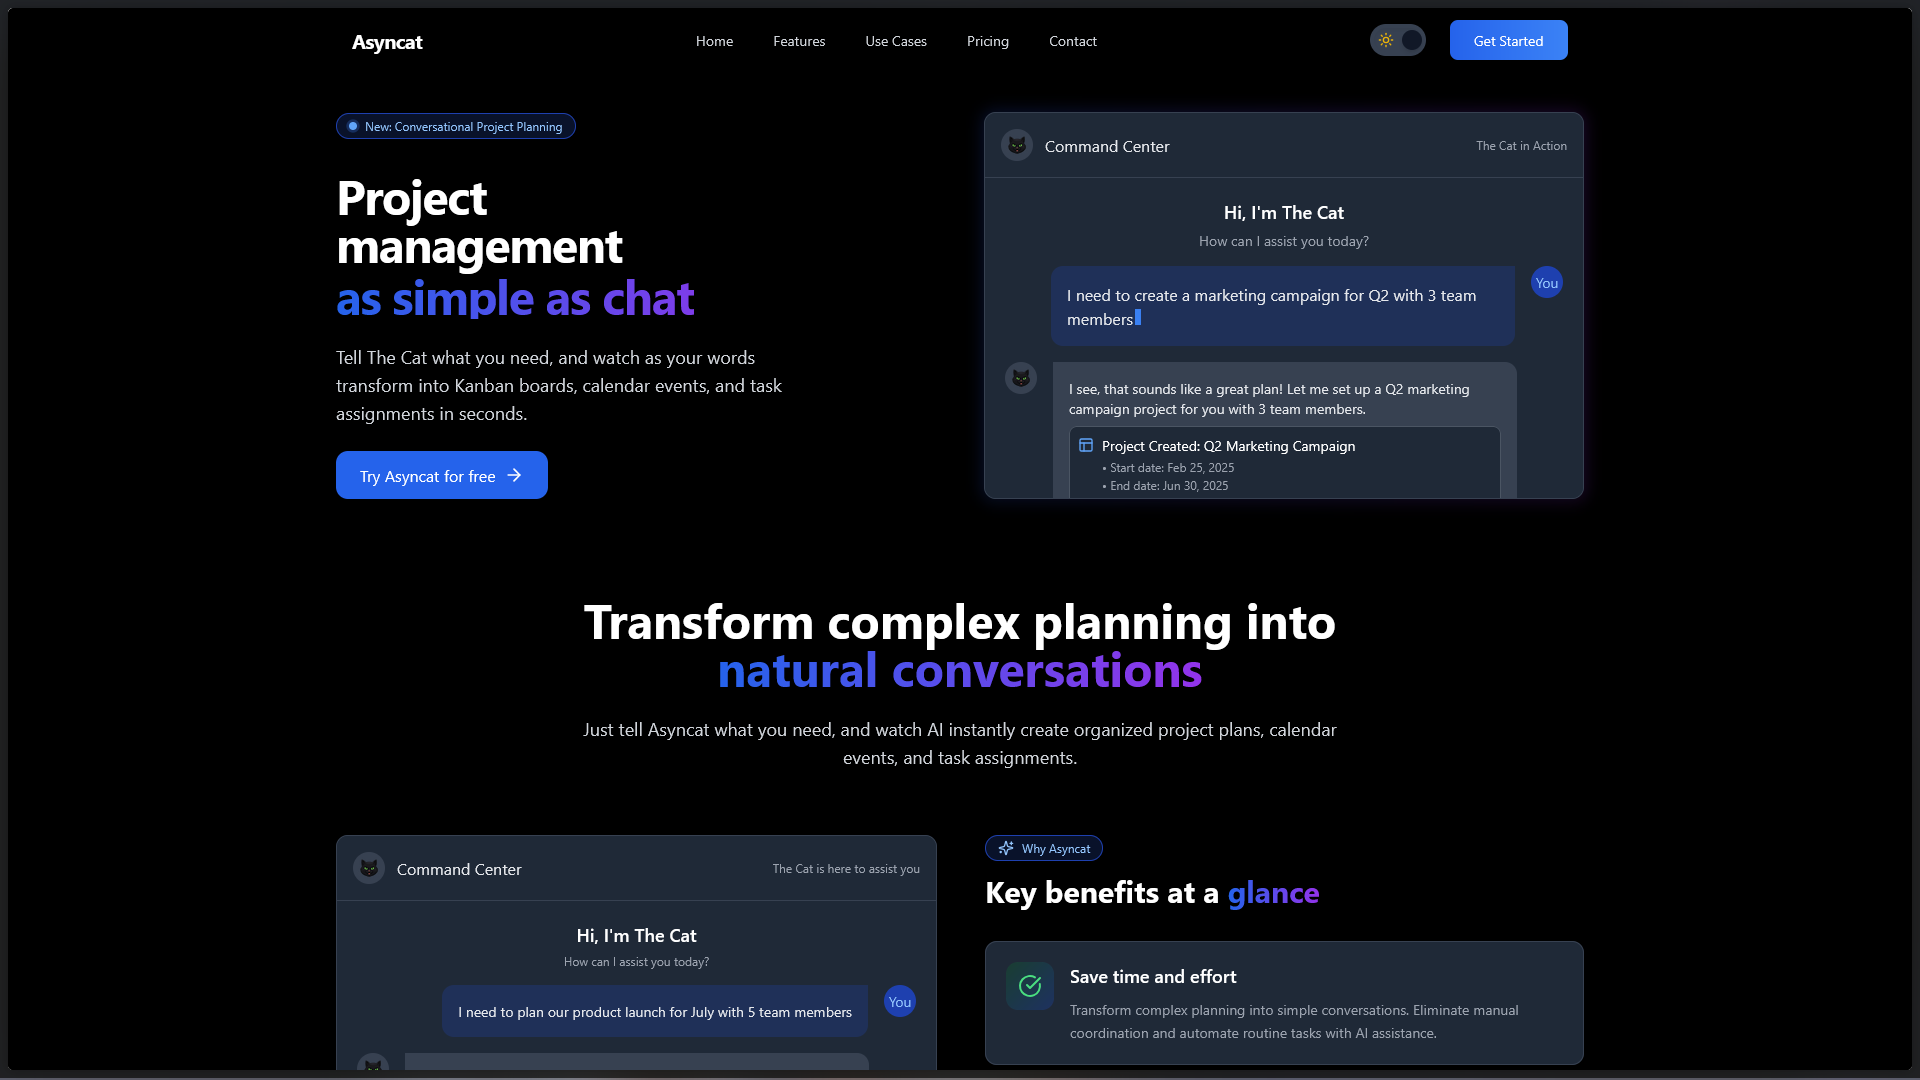 Asyncat
Home
Features
Use Cases
Pricing
Contact
Get Started
New: Conversational Project Planning
Project
management
as simple as chat
Tell The Cat what you need, and watch as your words
transform into Kanban boards, calendar events, and task
assignments in seconds.
Try Asyncat for free
Command Center
The Cat in Action
Hi, I'm The Cat
How can I assist you today?
I need to create a marketing campaign for Q2 with 3 team
members
You
I see, that sounds like a great plan! Let me set up a Q2 marketing
campaign project for you with 3 team members.
Project Created: Q2 Marketing Campaign
• Start date: Feb 25, 2025
• End date: Jun 30, 2025
Transform complex planning into
natural conversations
Just tell Asyncat what you need, and watch AI instantly create organized project plans, calendar
events, and task assignments.
Command Center
The Cat is here to assist you
Hi, I'm The Cat
How can I assist you today?
I need to plan our product launch for July with 5 team members
You
Why Asyncat
Key benefits at a glance
Save time and effort
Transform complex planning into simple conversations. Eliminate manual
coordination and automate routine tasks with AI assistance.